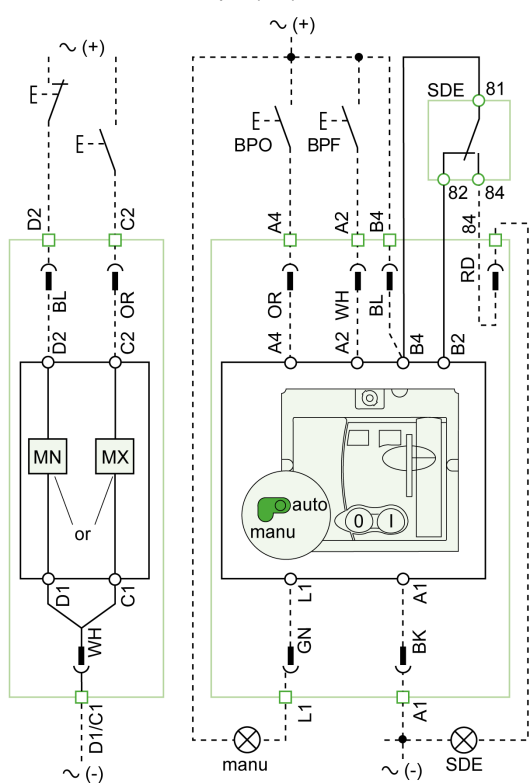 ~ (+)
~ (+)
SDE
81
82
84
BPO
BPF
D2
C2
A4
A2
B4
84
BL
OR
OR
WH
BL
RD
D2
C2
A4
A2
B4
B2
MN
MX
or
auto
manu
0
I
D1
C1
L1
A1
WH
GN
BK
D1/C1
L1
A1
~ (-)
manu
~ (-)
SDE